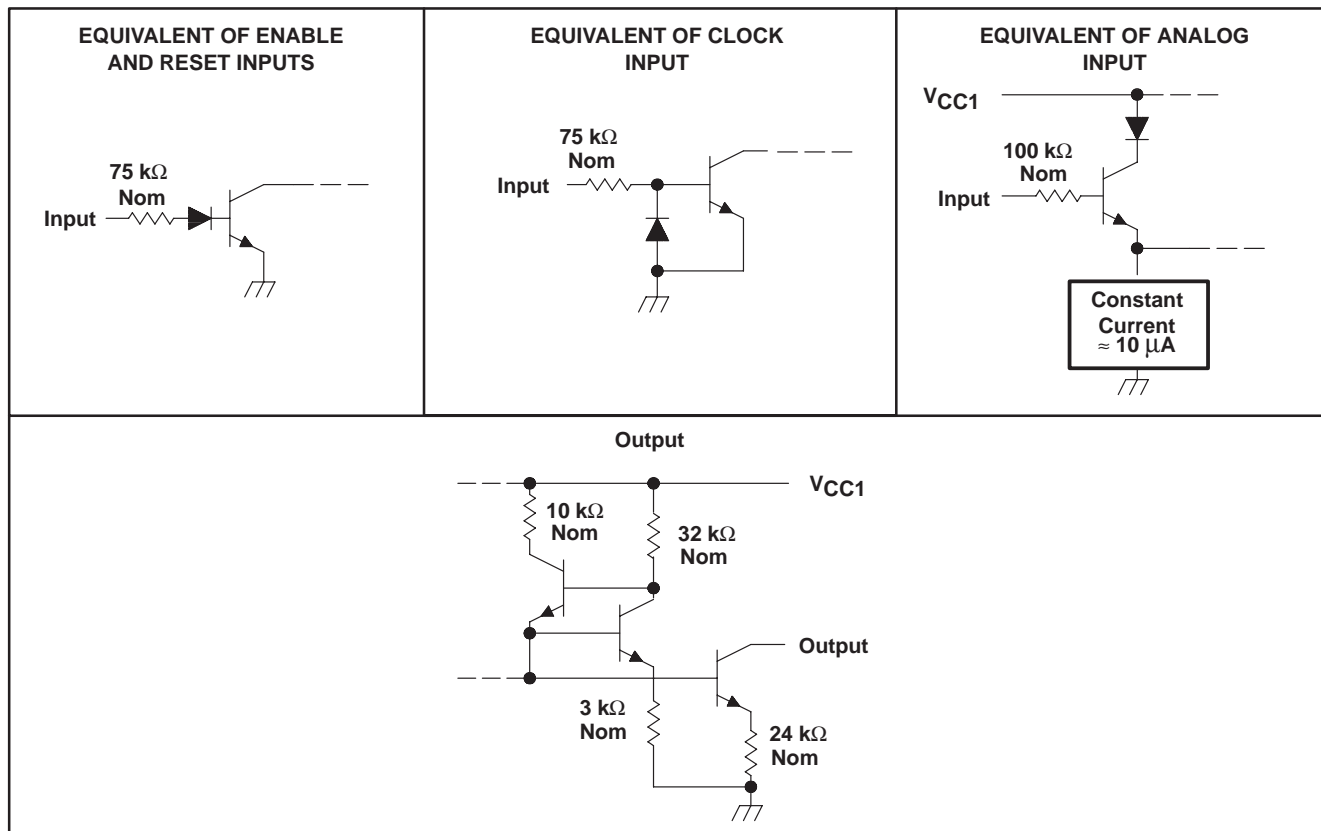 EQUIVALENT OF ENABLE
AND RESET INPUTS
75 kΩ
Nom
Input
EQUIVALENT OF CLOCK
INPUT
75 kΩ
Nom
Input
EQUIVALENT OF ANALOG
INPUT
VCC1
100 kΩ
Nom
Input
Constant
Current
≈ 10 μA
Output
VCC1
10 kΩ
Nom
32 kΩ
Nom
Output
3 kΩ
Nom
24 kΩ
Nom